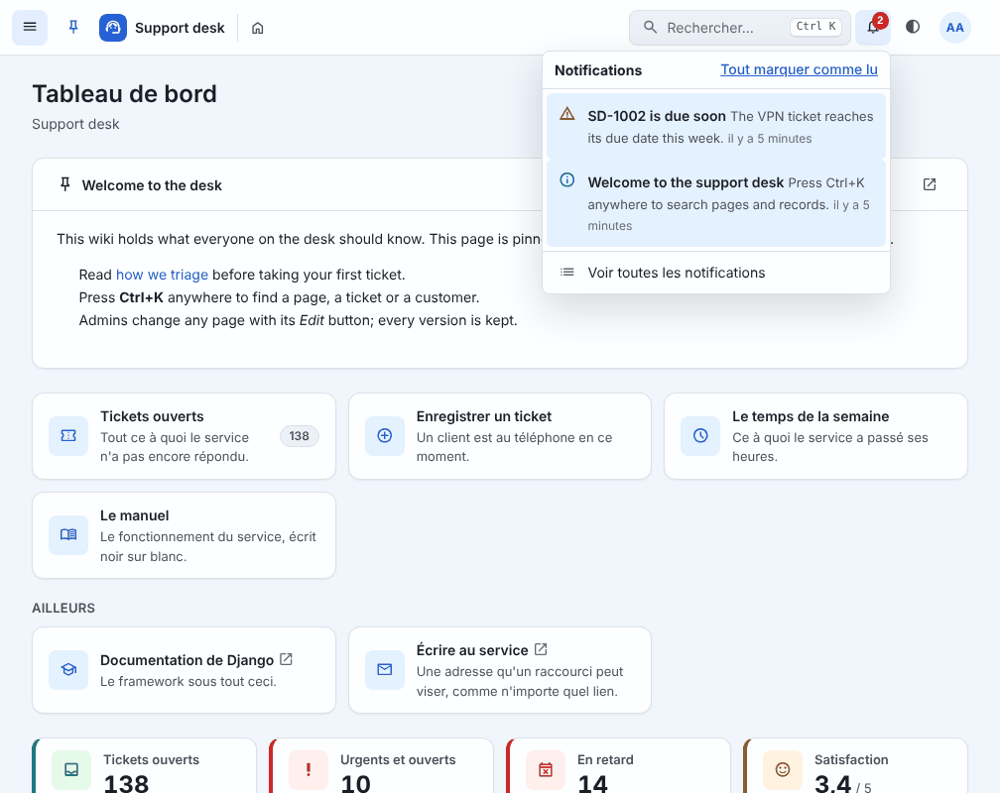 Support desk
Rechercher...
Ctrl K
2
AA
Tableau de bord
Support desk
Notifications
Tout marquer comme lu
SD-1002 is due soon The VPN ticket reaches
its due date this week. il y a 5 minutes
Welcome to the support desk Press Ctrl+K
anywhere to search pages and records. il y a 5
minutes
Voir toutes les notifications
Welcome to the desk
This wiki holds what everyone on the desk should know. This page is
Read how we triage before taking your first ticket.
Press Ctrl+K anywhere to find a page, a ticket or a customer.
Admins change any page with its Edit button; every version is kept.
Tickets ouverts
Tout ce à quoi le service
n'a pas encore répondu.
138
Enregistrer un ticket
Un client est au téléphone en ce
moment.
Le temps de la semaine
Ce à quoi le service a passé ses
heures.
Le manuel
Le fonctionnement du service, écrit
noir sur blanc.
AILLEURS
Documentation de Django
Le framework sous tout ceci.
Écrire au service
Une adresse qu'un raccourci peut
viser, comme n'importe quel lien.
Tickets ouverts
138
Urgents et ouverts
10
En retard
14
Satisfaction
3,4 / 5